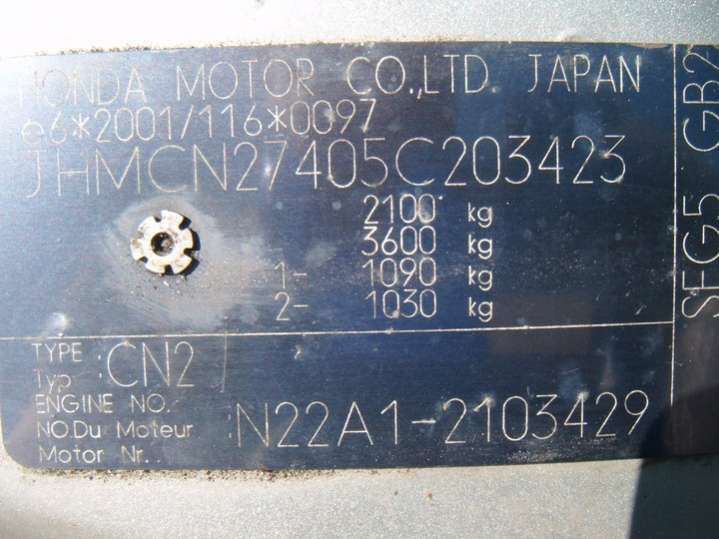 HONDA MOTOR CO.,LTD. JAPAN
e6*2001/116*0097
JHMCN27405C203423
2100 kg
3600 kg
1- 1090 kg
2- 1030 kg
TYPE
Typ : CN2
ENGINE NO.
NO.Du Moteur : N22A1-2103429
Motor Nr.
SEG5